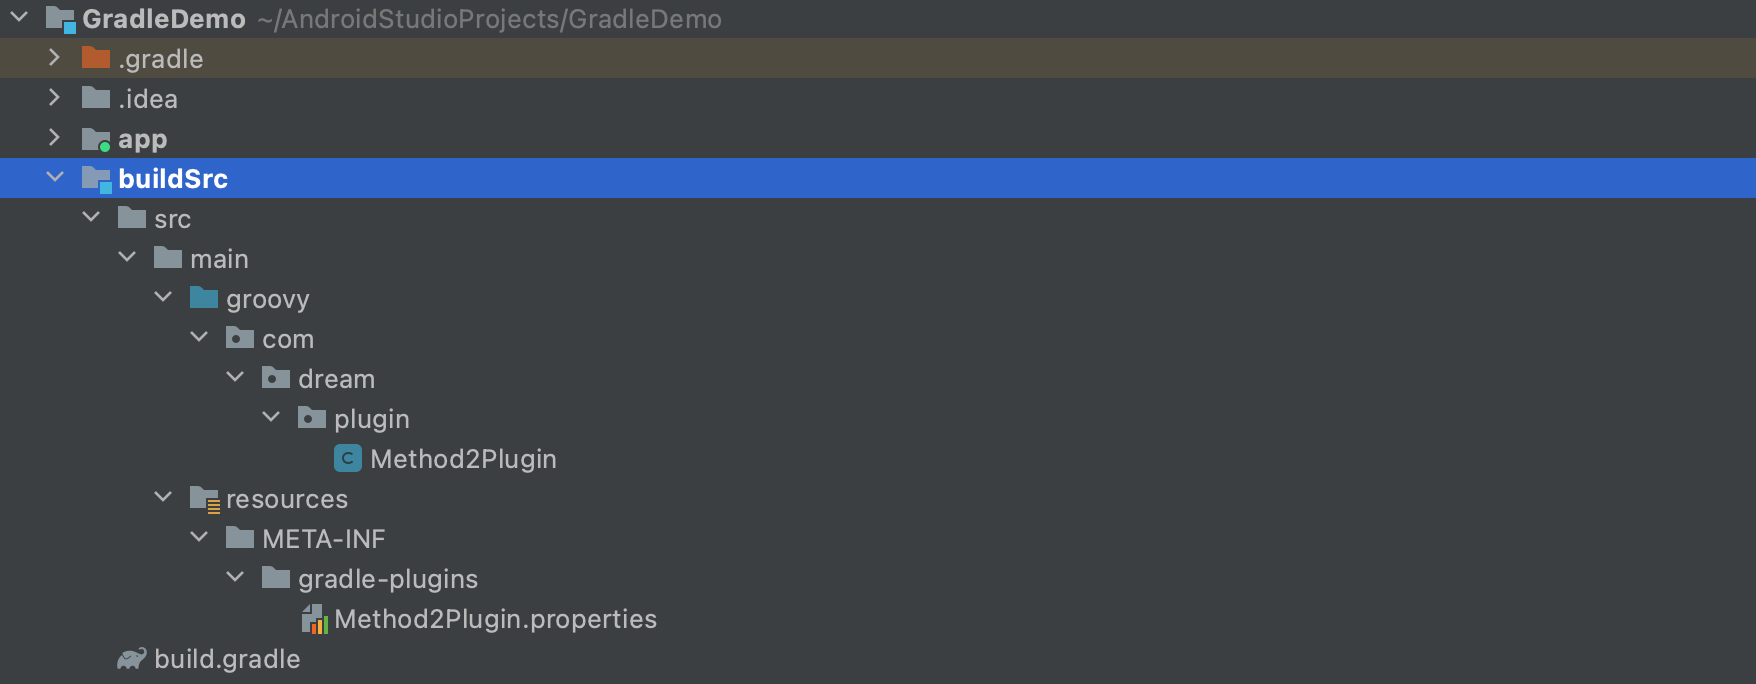 GradleDemo ~/AndroidStudioProjects/GradleDemo
.gradle
.idea
app
buildSrc
src
main
groovy
com
dream
plugin
C Method2Plugin
resources
META-INF
gradle-plugins
Method2Plugin.properties
build.gradle